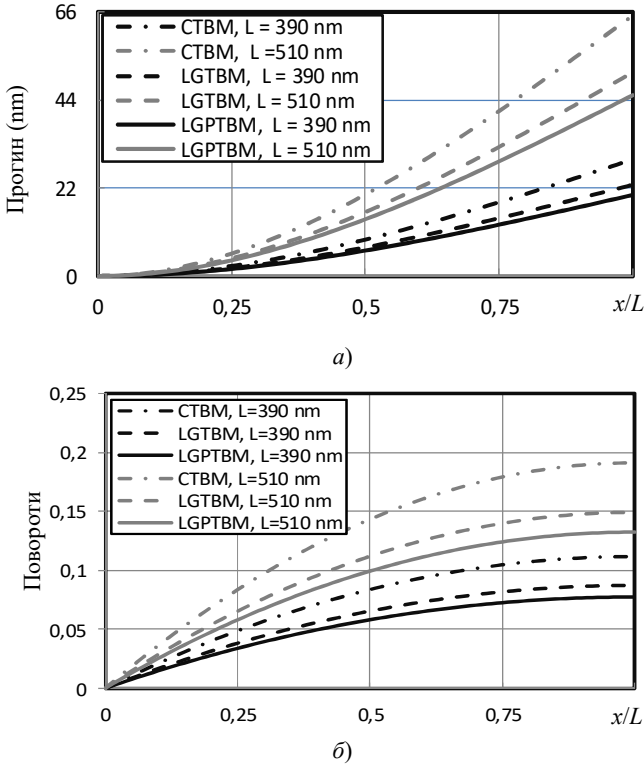 66
44
22
0
Прогин (nm)
CTBM, L = 390 nm
CTBM, L =510 nm
LGTBM, L = 390 nm
LGTBM, L = 510 nm
LGPTBM, L = 390 nm
LGPTBM, L = 510 nm
0 0,25 0,5 0,75 x/L
а)
0,25
0,2
0,15
0,1
0,05
0
Повороти
CTBM, L=390 nm
LGTBM, L=390 nm
LGPTBM, L=390 nm
CTBM, L=510 nm
LGTBM, L=510 nm
LGPTBM, L=510 nm
0 0,25 0,5 0,75 x/L
б)